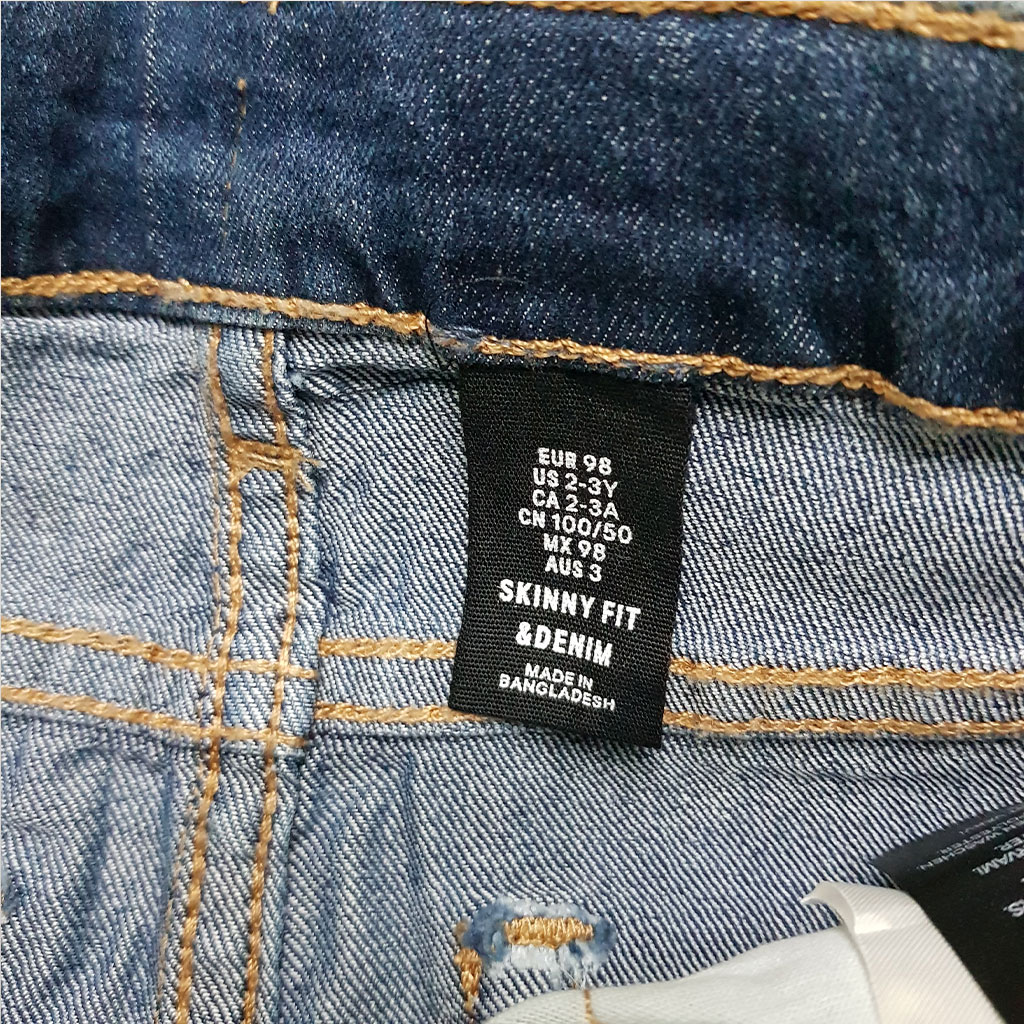 EUR 98
US 2-3Y
CA 2-3A
CN 100/50
MX 98
AUS 3
SKINNY FIT
&DENIM
MADE IN
BANGLADESH